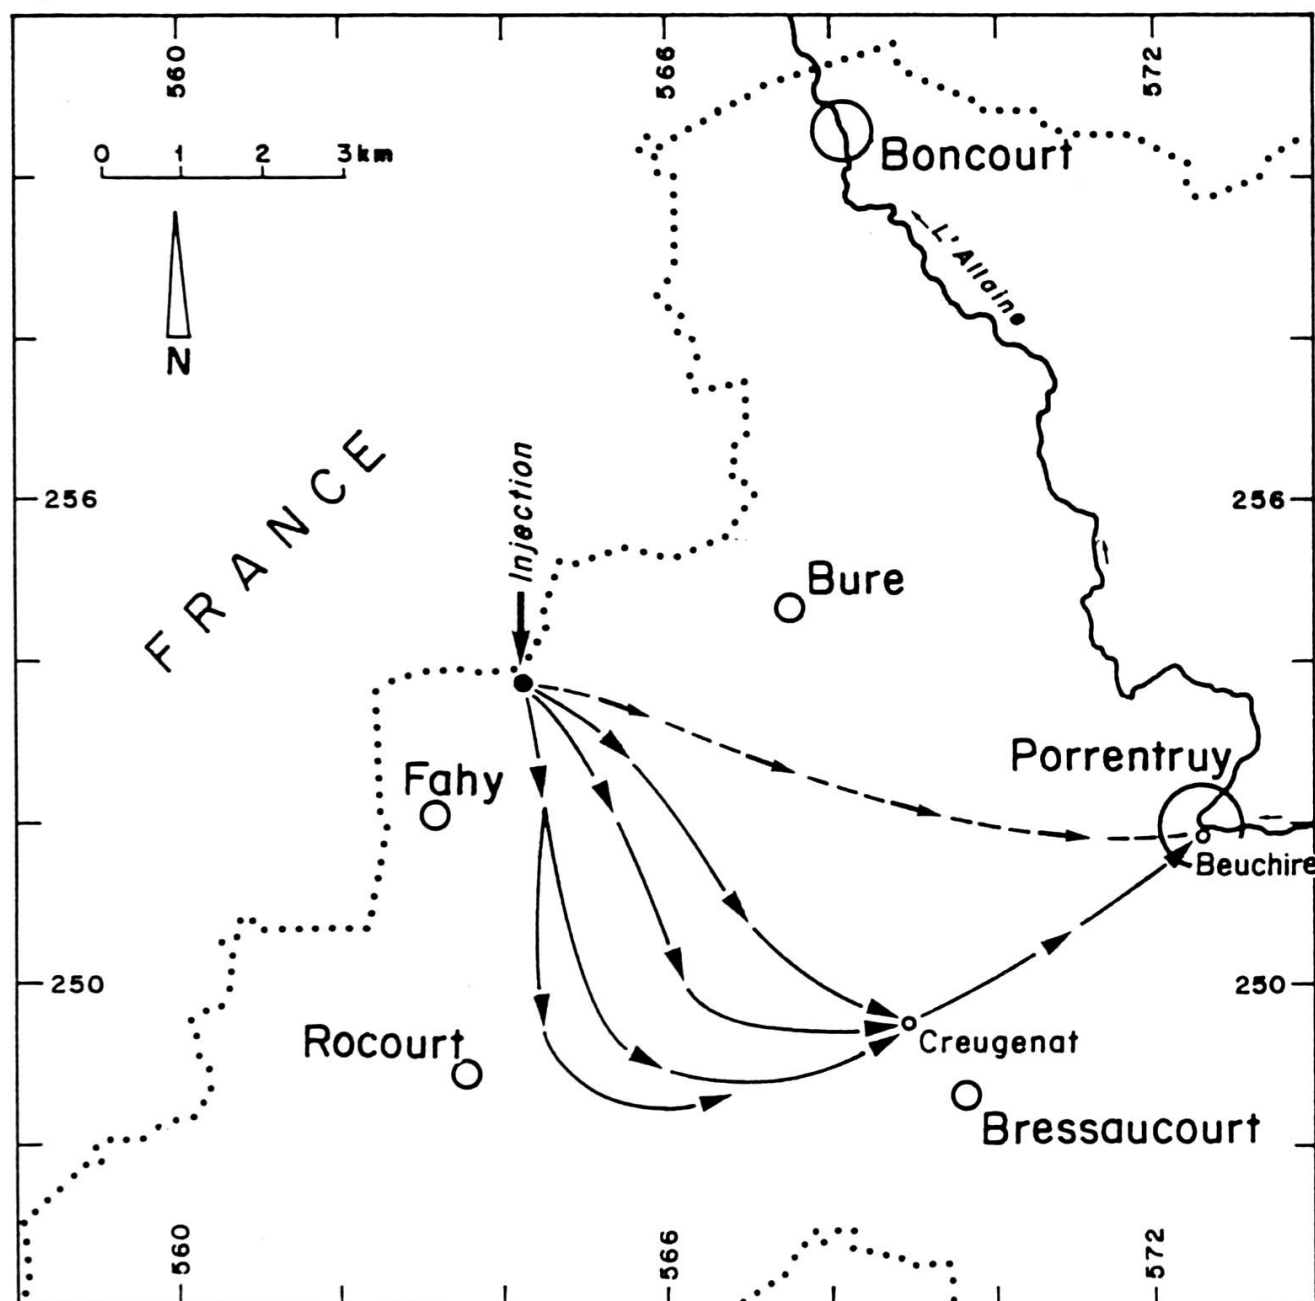 560
566
572
0 1 2 3km
Boncourt
L'Allain
N
FRANCE
Injection
256
256
Bure
Porrentruy
Fahy
Beuchire
250
250
Rocourt
Creugenat
Bressaucourt
560
566
572